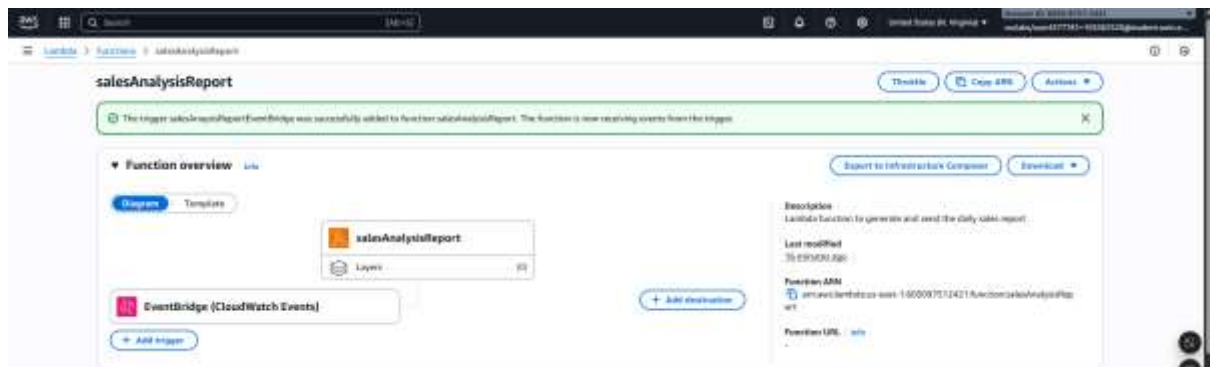 aws
Search
[Alt+S]
United States (N. Virginia)
Lambda > Functions > salesAnalysisReport
salesAnalysisReport
Throttle
Copy ARN
Actions
The trigger salesAnalysisReportEventBridge was successfully added to function salesAnalysisReport. The function is now receiving events from the trigger.
Function overview Info
Export to Infrastructure Composer
Download
Diagram
Template
salesAnalysisReport
Layers
(0)
EventBridge (CloudWatch Events)
+ Add trigger
+ Add destination
Description
Lambda function to generate and send the daily sales report
Last modified
Function ARN
Function URL Info
-